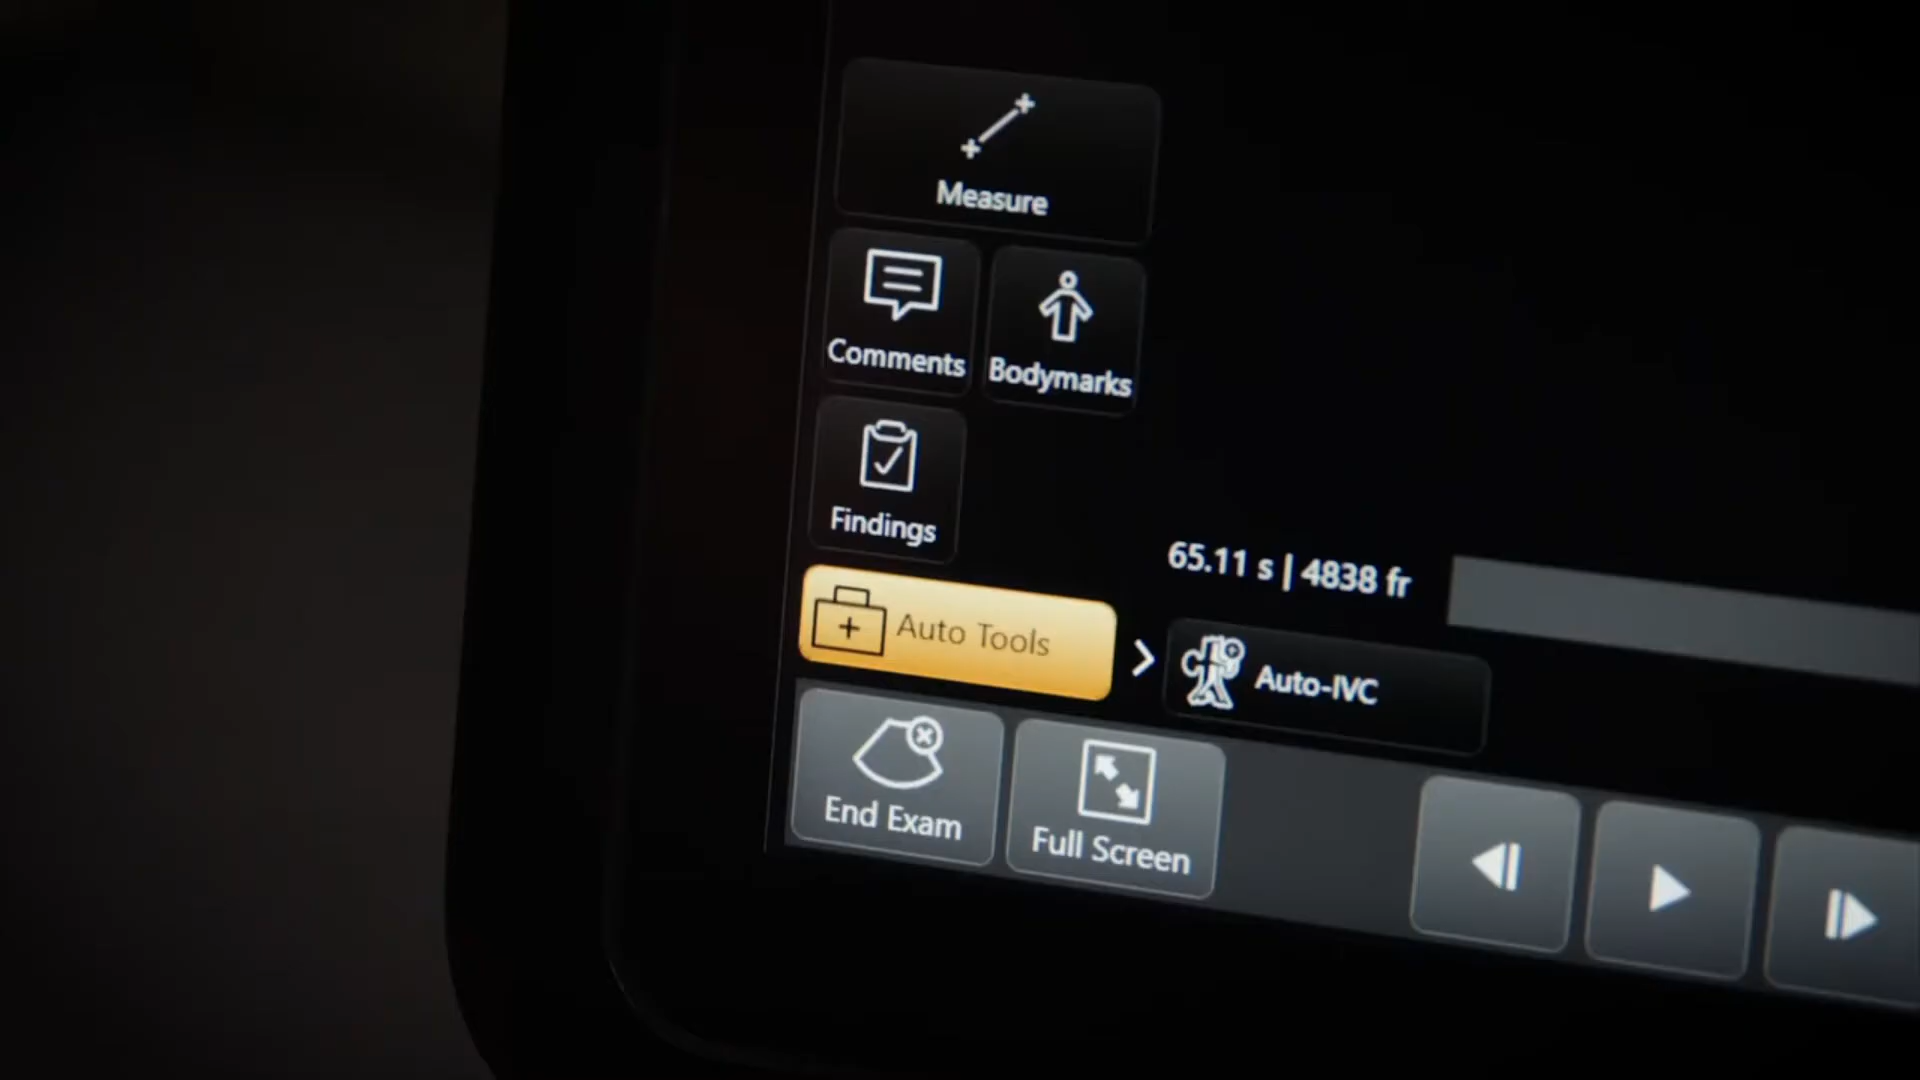 Measure
Comments
Bodymarks
Findings
65.11 s | 4838 fr
Auto Tools
Auto-IVC
End Exam
Full Screen